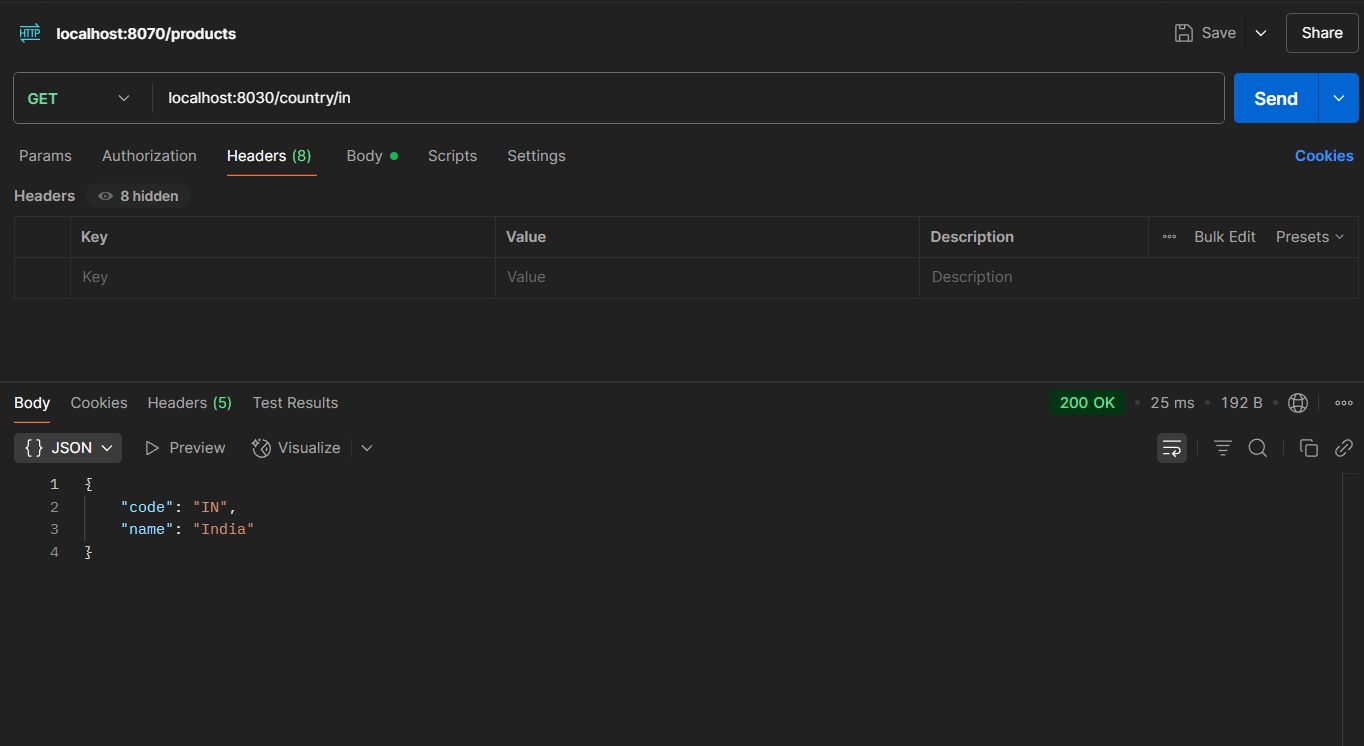 HTTP localhost:8070/products Save Share
GET localhost:8030/country/in Send
Params Authorization Headers (8) Body Scripts Settings Cookies
Headers 8 hidden
Key Value Description Bulk Edit Presets
Key Value Description
Body Cookies Headers (5) Test Results 200 OK • 25 ms • 192 B •
{} JSON Preview Visualize
1 {
2 "code": "IN",
3 "name": "India"
4 }